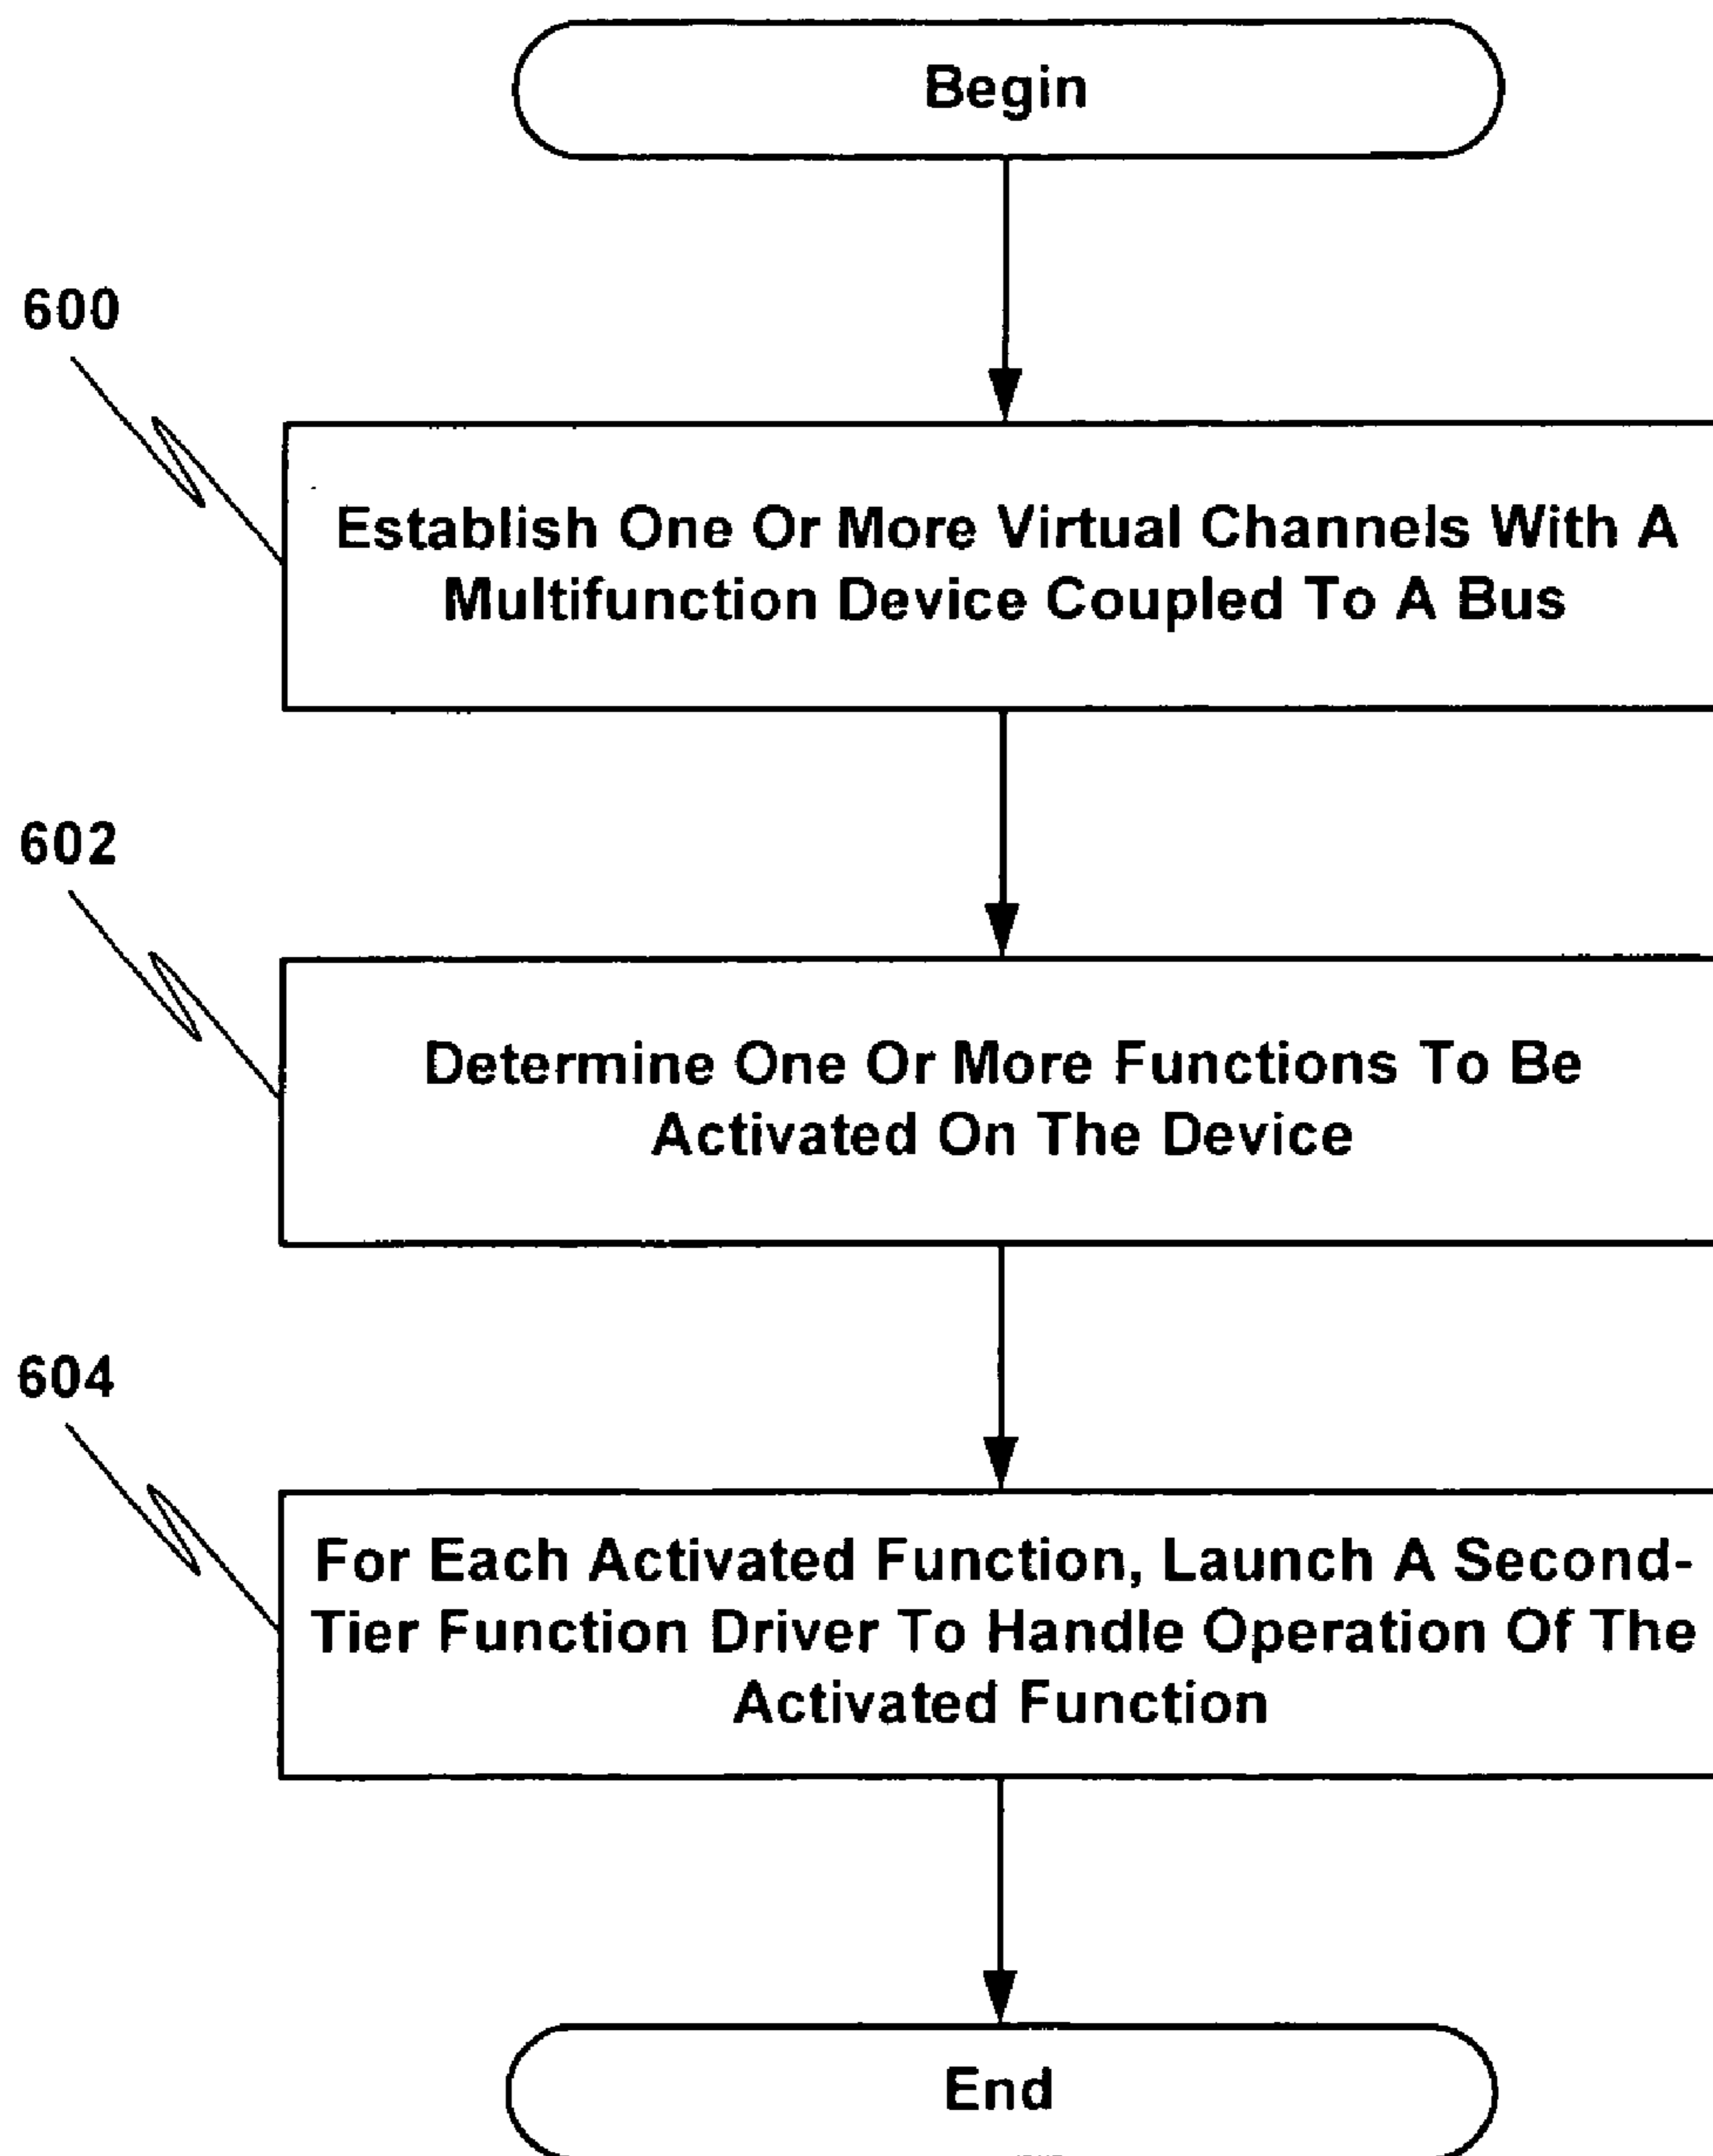 Begin
600
Establish One Or More Virtual Channels With A
Multifunction Device Coupled To A Bus
602
Determine One Or More Functions To Be
Activated On The Device
604
For Each Activated Function, Launch A Second-
Tier Function Driver To Handle Operation Of The
Activated Function
End